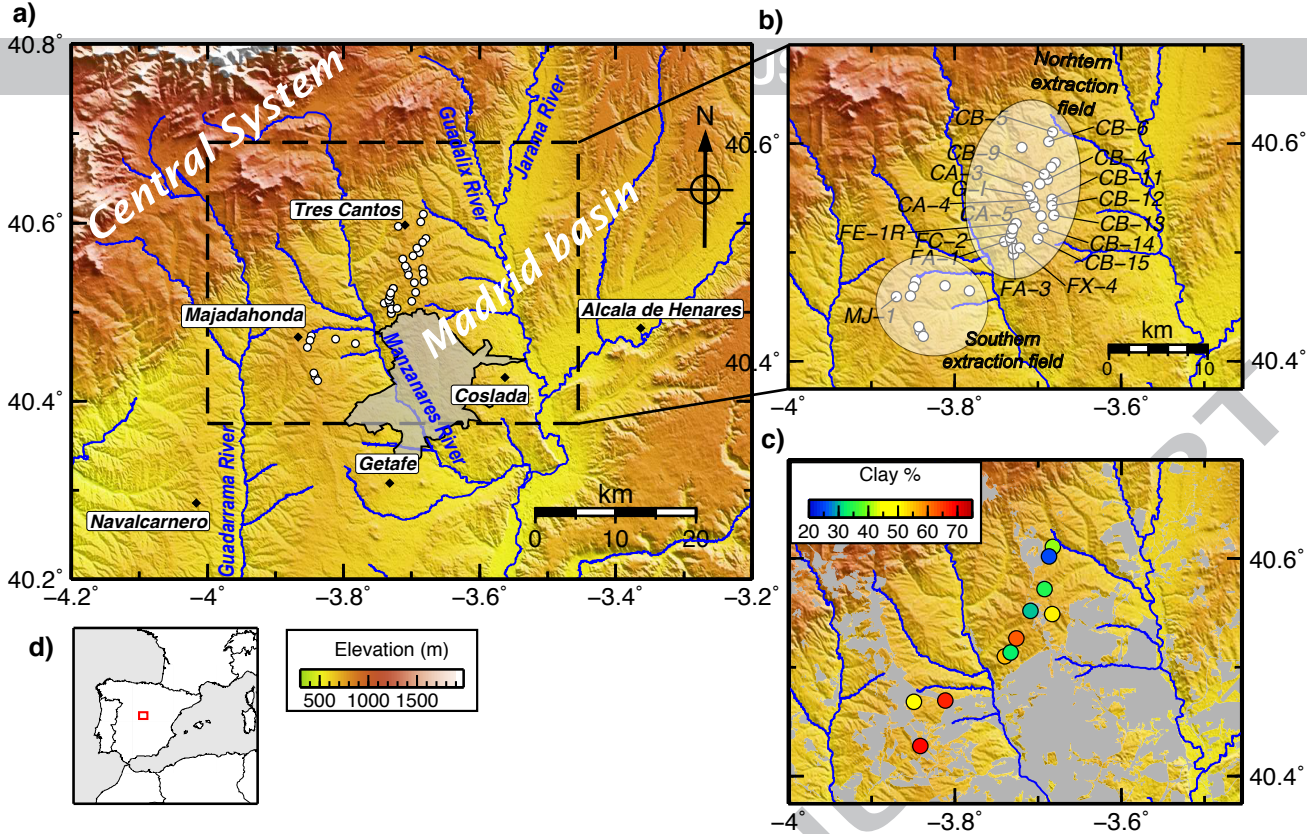 a)
40.8°
40.6°
40.4°
40.2°
−4.2
−4
−3.8
−3.6
−3.4
−3.2
Central System
Madrid basin
Guadalix River
Jarama River
Manzanares River
Guadarrama River
Tres Cantos
Majadahonda
Alcala de Henares
Coslada
Getafe
Navalcarnero
N
km
0
10
20
b)
US
Norhtern
extraction
field
CB−5
CB−6
CB−9
CB−4
CA−3
CB−11
G−I
CB−12
CA−4
CA−5
CB−13
FE−1R
FC−2
CB−14
FA−1
CB−15
FA−3
FX−4
MJ−1
Southern
extraction field
km
0
10
40.6°
40.4°
−4
−3.8
−3.6
c)
Clay %
20 30 40 50 60 70
40.6°
40.4°
−4
−3.8
−3.6
d)
Elevation (m)
500 1000 1500
PT